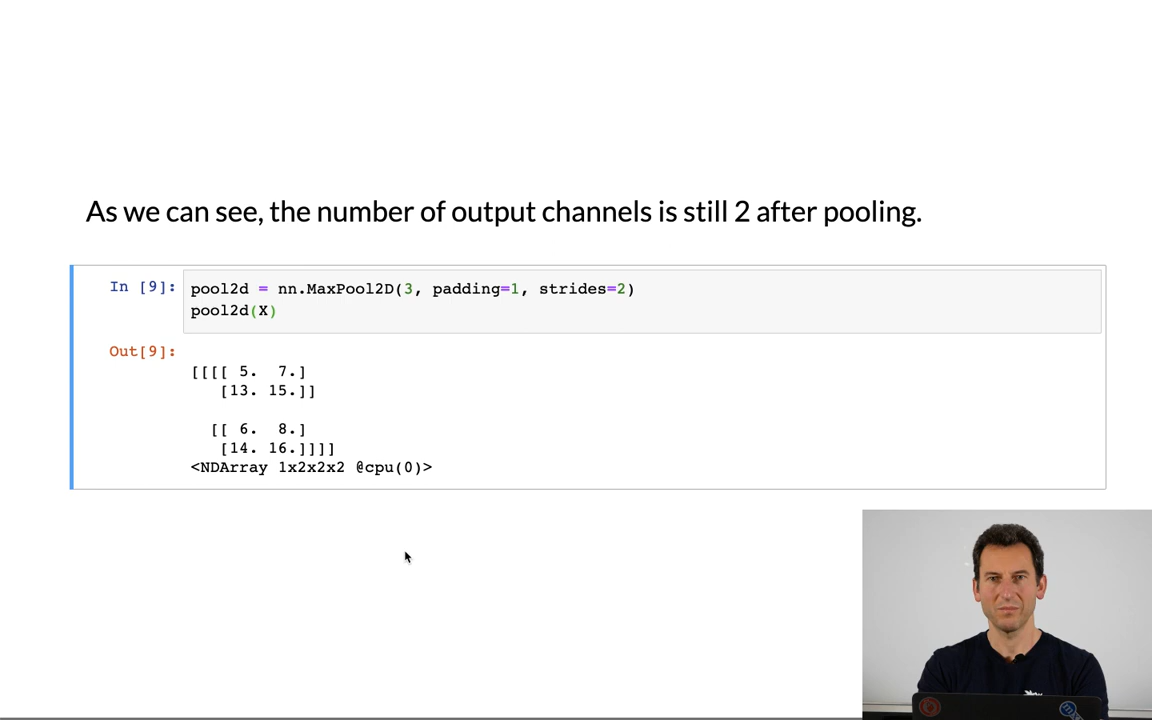 As we can see, the number of output channels is still 2 after pooling.
In [9]:
pool2d = nn.MaxPool2D(3, padding=1, strides=2)
pool2d(X)
Out[9]:
[[[[ 5.  7.]
   [13. 15.]]
  [[ 6.  8.]
   [14. 16.]]]]
<NDArray 1x2x2x2 @cpu(0)>